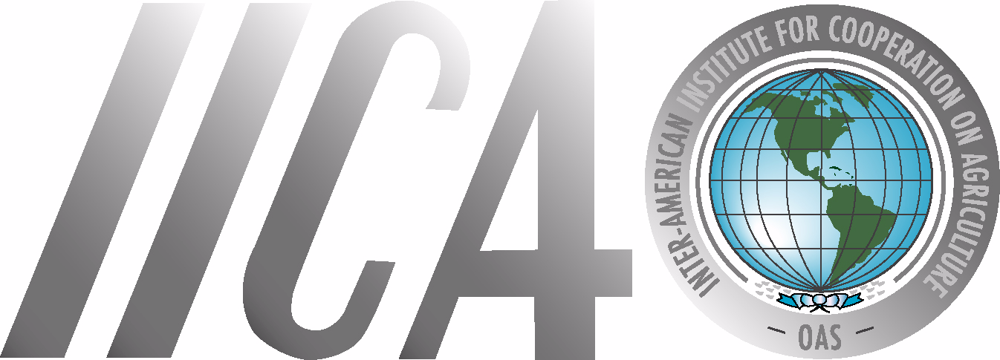 IICA
INTER-AMERICAN INSTITUTE FOR COOPERATION ON AGRICULTURE
- OAS -